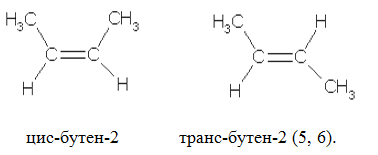 H₃C CH₃ H₃C H
C=C C=C
H H H CH₃
цис-бутен-2 транс-бутен-2 (5, 6).